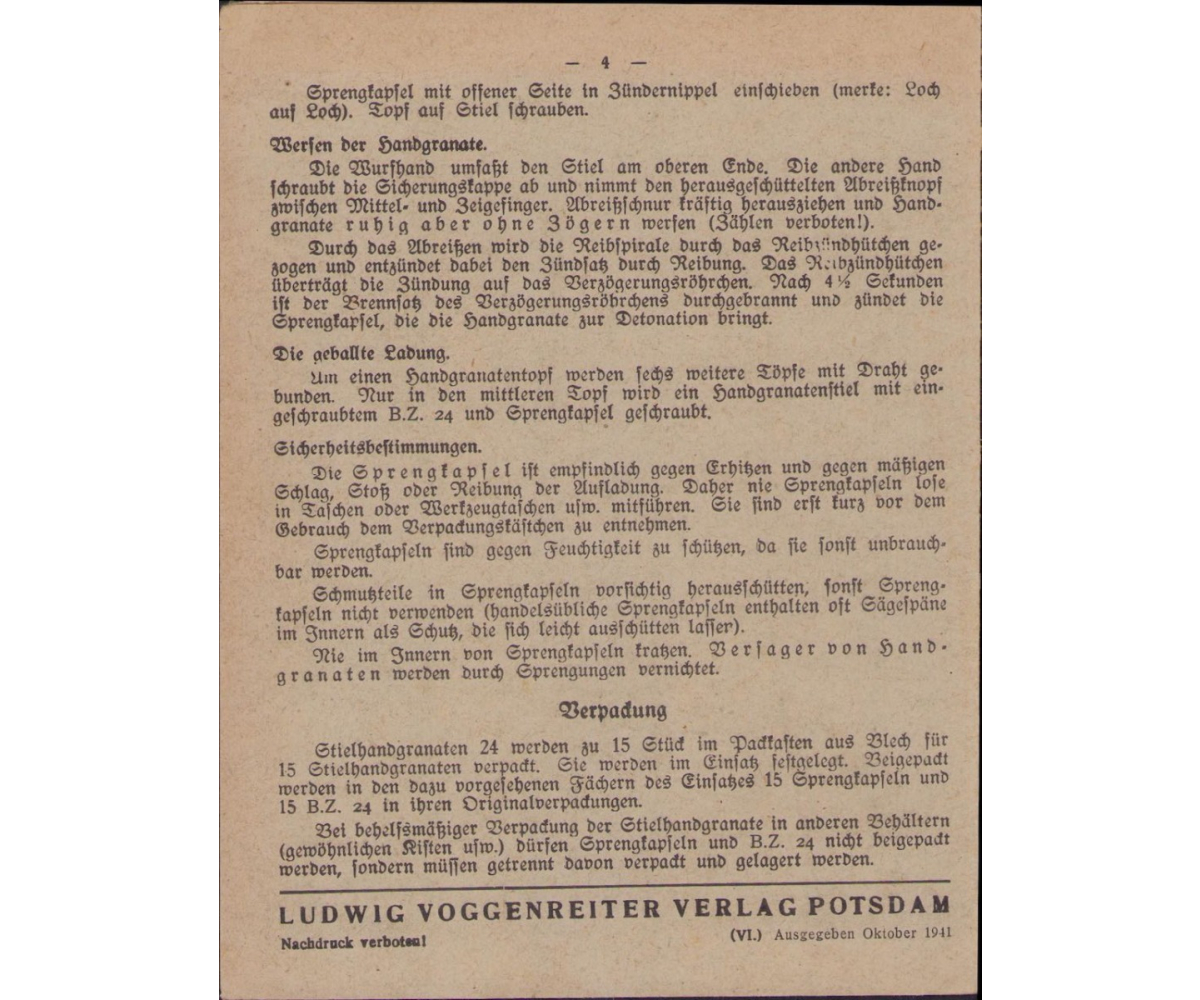 — 4 —
Sprengkapsel mit offener Seite in Zündernippel einschieben (merke: Loch
auf Loch). Topf auf Stiel schrauben.
Werfen der Handgranate.
Die Wurfhand umfaßt den Stiel am oberen Ende. Die andere Hand
schraubt die Sicherungskappe ab und nimmt den herausgeschüttelten Abreißknopf
zwischen Mittel- und Zeigefinger. Abreißschnur kräftig herausziehen und Hand-
granate ruhig aber ohne Zögern werfen (Zählen verboten!).
Durch das Abreißen wird die Reibspirale durch das Reibzündhütchen ge-
zogen und entzündet dabei den Zündsatz durch Reibung. Das Reibzündhütchen
überträgt die Zündung auf das Verzögerungsröhrchen. Nach 4½ Sekunden
ist der Brennsatz des Verzögerungsröhrchens durchgebrannt und zündet die
Sprengkapsel, die die Handgranate zur Detonation bringt.
Die geballte Ladung.
Um einen Handgranatentopf werden sechs weitere Töpfe mit Draht ge-
bunden. Nur in den mittleren Topf wird ein Handgranatenstiel mit ein-
geschraubtem B.Z. 24 und Sprengkapsel geschraubt.
Sicherheitsbestimmungen.
Die Sprengkapsel ist empfindlich gegen Erhitzen und gegen mäßigen
Schlag, Stoß oder Reibung der Aufladung. Daher nie Sprengkapseln lose
in Taschen oder Werkzeugtaschen usw. mitführen. Sie sind erst kurz vor dem
Gebrauch dem Verpackungskästchen zu entnehmen.
Sprengkapseln sind gegen Feuchtigkeit zu schützen, da sie sonst unbrauch-
bar werden.
Schmutzteile in Sprengkapseln vorsichtig herausschütten, sonst Spreng-
kapseln nicht verwenden (handelsübliche Sprengkapseln enthalten oft Sägespäne
im Innern als Schutz, die sich leicht ausschütten lassen).
Nie im Innern von Sprengkapseln kratzen. Versager von Hand-
granaten werden durch Sprengungen vernichtet.
Verpackung
Stielhandgranaten 24 werden zu 15 Stück im Packkasten aus Blech für
15 Stielhandgranaten verpackt. Sie werden im Einsatz festgelegt. Beigepackt
werden in den dazu vorgesehenen Fächern des Einsatzes 15 Sprengkapseln und
15 B.Z. 24 in ihren Originalverpackungen.
Bei behelfsmäßiger Verpackung der Stielhandgranate in anderen Behältern
(gewöhnlichen Kisten usw.) dürfen Sprengkapseln und B.Z. 24 nicht beigepackt
werden, sondern müssen getrennt davon verpackt und gelagert werden.
LUDWIG VOGGENREITER VERLAG POTSDAM
Nachdruck verboten! (VI.) Ausgegeben Oktober 1941